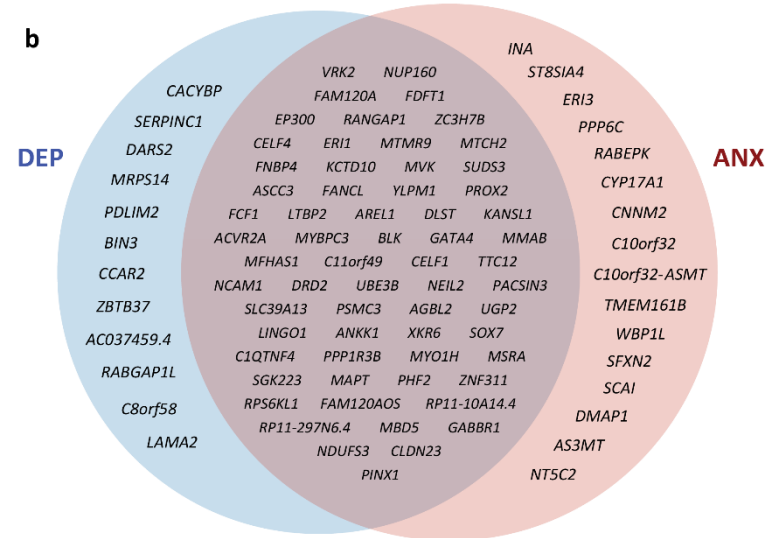 b
DEP
ANX
CACYBP
SERPINC1
DARS2
MRPS14
PDLIM2
BIN3
CCAR2
ZBTB37
AC037459.4
RABGAP1L
C8orf58
LAMA2
VRK2 NUP160
FAM120A FDFT1
EP300 RANGAP1 ZC3H7B
CELF4 ERI1 MTMR9 MTCH2
FNBP4 KCTD10 MVK SUDS3
ASCC3 FANCL YLPM1 PROX2
FCF1 LTBP2 AREL1 DLST KANSL1
ACVR2A MYBPC3 BLK GATA4 MMAB
MFHAS1 C11orf49 CELF1 TTC12
NCAM1 DRD2 UBE3B NEIL2 PACSIN3
SLC39A13 PSMC3 AGBL2 UGP2
LINGO1 ANKK1 XKR6 SOX7
C1QTNF4 PPP1R3B MYO1H MSRA
SGK223 MAPT PHF2 ZNF311
RPS6KL1 FAM120AOS RP11-10A14.4
RP11-297N6.4 MBD5 GABBR1
NDUFS3 CLDN23
PINX1
INA
ST8SIA4
ERI3
PPP6C
RABEPK
CYP17A1
CNNM2
C10orf32
C10orf32-ASMT
TMEM161B
WBP1L
SFXN2
SCAI
DMAP1
AS3MT
NT5C2